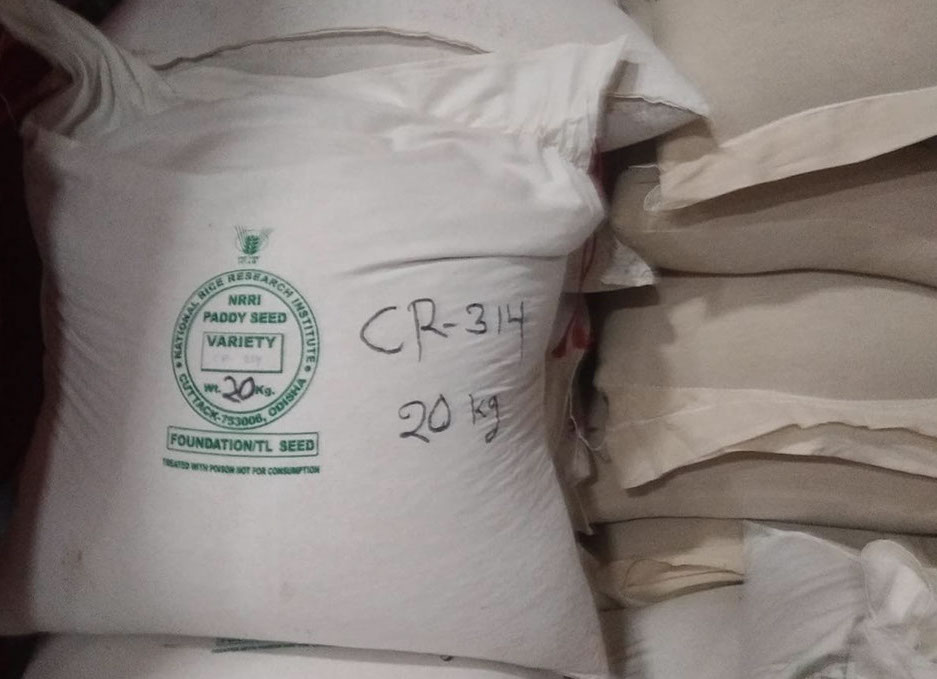 NATIONAL RICE RESEARCH INSTITUTE
NRRI
PADDY SEED
VARIETY
Wt. 20 Kg.
CUTTACK-753006, ODISHA
FOUNDATION/TL SEED
TREATED WITH POISON NOT FOR CONSUMPTION
CR-314
20 kg